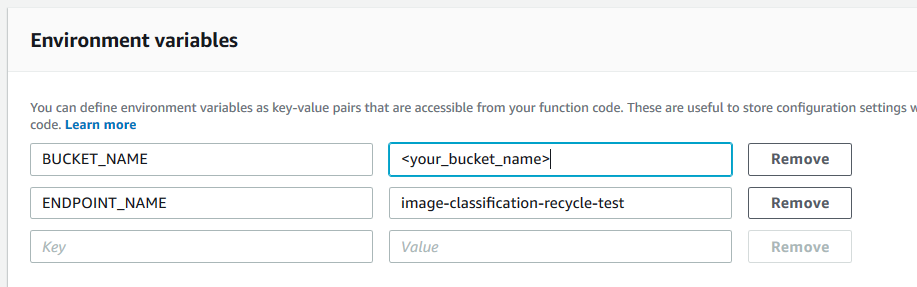 Environment variables
You can define environment variables as key-value pairs that are accessible from your function code. These are useful to store configuration settings w
code. Learn more
BUCKET_NAME <your_bucket_name> Remove
ENDPOINT_NAME image-classification-recycle-test Remove
Key Value Remove